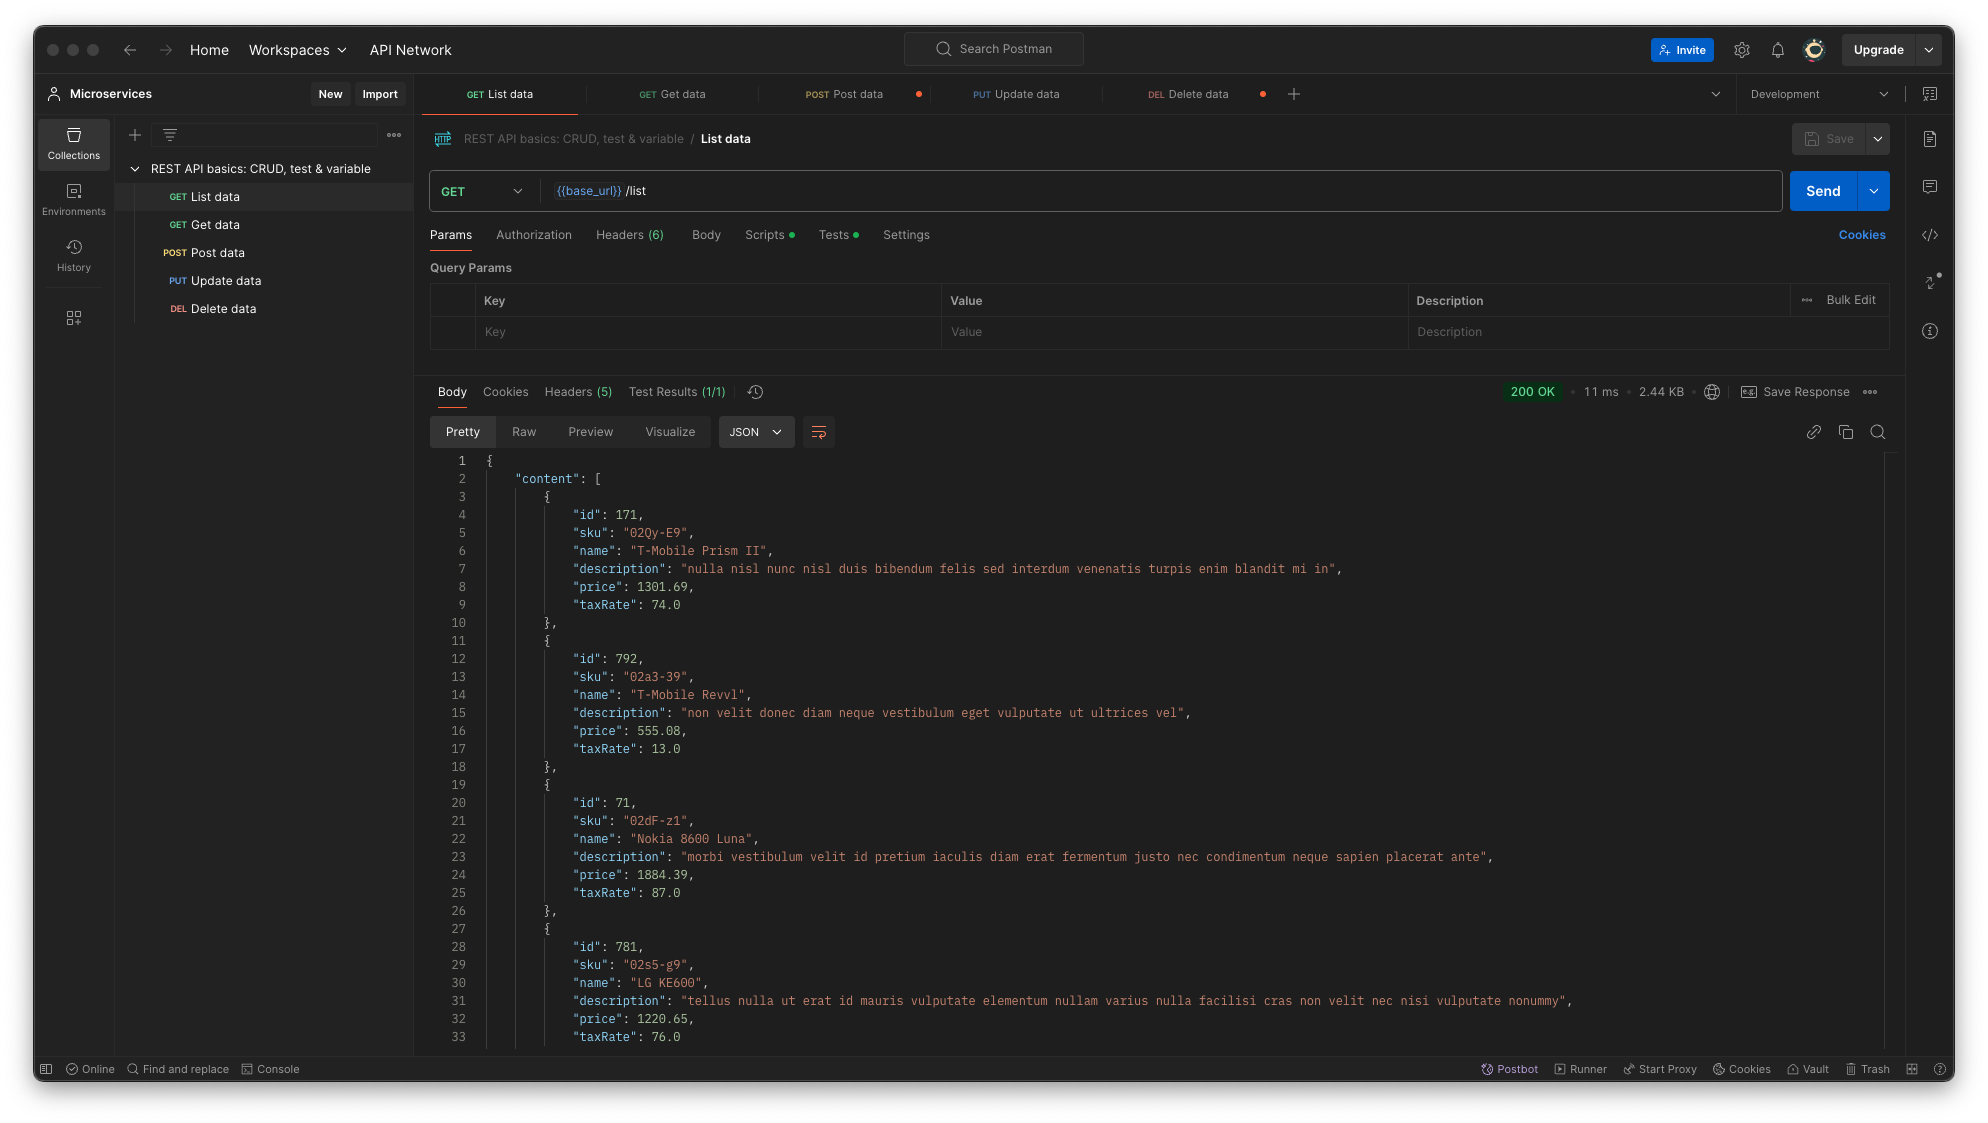 Home Workspaces API Network Search Postman Invite Upgrade
Microservices New Import GET List data GET Get data POST Post data PUT Update data DEL Delete data Development
Collections
Environments
History
REST API basics: CRUD, test & variable
GET List data
GET Get data
POST Post data
PUT Update data
DEL Delete data
HTTP REST API basics: CRUD, test & variable / List data Save
GET {{base_url}} /list Send
Params Authorization Headers (6) Body Scripts Tests Settings Cookies
Query Params
Key Value Description Bulk Edit
Key Value Description
Body Cookies Headers (5) Test Results (1/1) 200 OK 11 ms 2.44 KB e.g. Save Response
Pretty Raw Preview Visualize JSON
1 {
2 "content": [
3 {
4 "id": 171,
5 "sku": "02Qy-E9",
6 "name": "T-Mobile Prism II",
7 "description": "nulla nisl nunc nisl duis bibendum felis sed interdum venenatis turpis enim blandit mi in",
8 "price": 1301.69,
9 "taxRate": 74.0
10 },
11 {
12 "id": 792,
13 "sku": "02a3-39",
14 "name": "T-Mobile Revvl",
15 "description": "non velit donec diam neque vestibulum eget vulputate ut ultrices vel",
16 "price": 555.08,
17 "taxRate": 13.0
18 },
19 {
20 "id": 71,
21 "sku": "02dF-z1",
22 "name": "Nokia 8600 Luna",
23 "description": "morbi vestibulum velit id pretium iaculis diam erat fermentum justo nec condimentum neque sapien placerat ante",
24 "price": 1884.39,
25 "taxRate": 87.0
26 },
27 {
28 "id": 781,
29 "sku": "02s5-g9",
30 "name": "LG KE600",
31 "description": "tellus nulla ut erat id mauris vulputate elementum nullam varius nulla facilisi cras non velit nec nisi vulputate nonummy",
32 "price": 1220.65,
33 "taxRate": 76.0
Online Find and replace Console Postbot Runner Start Proxy Cookies Vault Trash